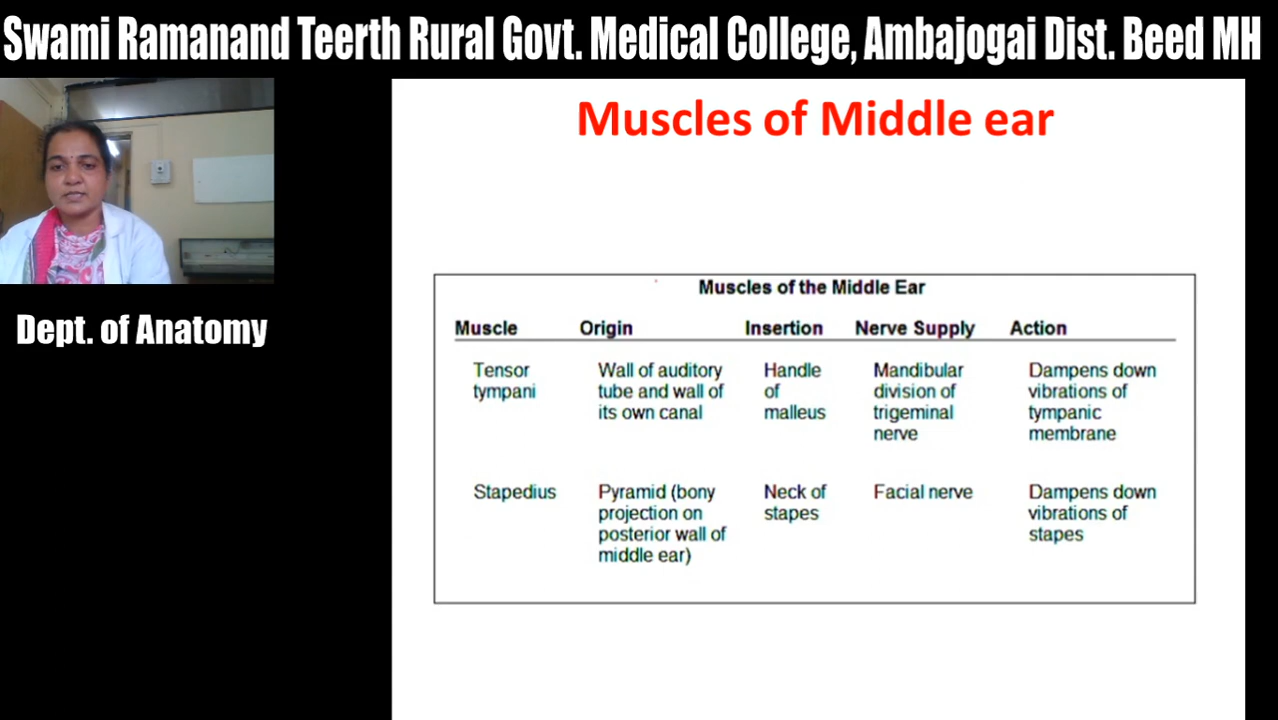 Swami Ramanand Teerth Rural Govt. Medical College, Ambajogai Dist. Beed MH
Dept. of Anatomy
Muscles of Middle ear
Muscles of the Middle Ear
Muscle Origin Insertion Nerve Supply Action
Tensor Wall of auditory Handle Mandibular Dampens down
tympani tube and wall of of division of vibrations of
its own canal malleus trigeminal tympanic
nerve membrane
Stapedius Pyramid (bony Neck of Facial nerve Dampens down
projection on stapes vibrations of
posterior wall of stapes
middle ear)